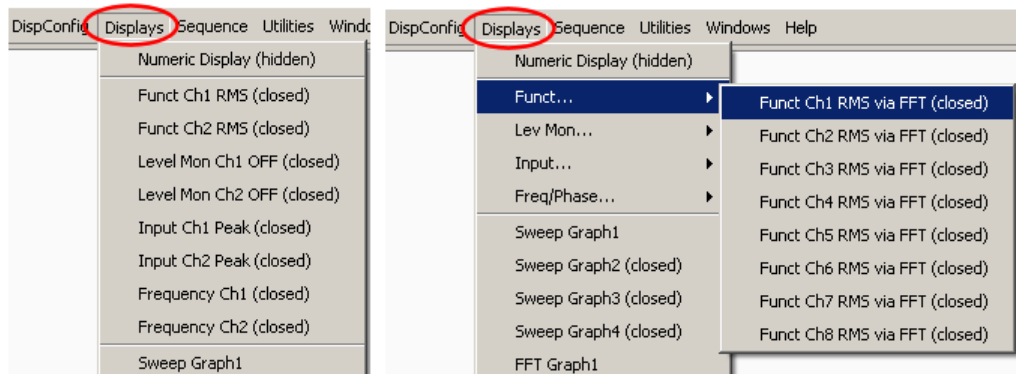 DispConfig Displays Sequence Utilities
Numeric Display (hidden)
Funct Ch1 RMS (closed)
Funct Ch2 RMS (closed)
Level Mon Ch1 OFF (closed)
Level Mon Ch2 OFF (closed)
Input Ch1 Peak (closed)
Input Ch2 Peak (closed)
Frequency Ch1 (closed)
Frequency Ch2 (closed)
Sweep Graph1
DispConfig Displays Sequence Utilities Windows Help
Numeric Display (hidden)
Funct...
Lev Mon...
Input...
Freq/Phase...
Sweep Graph1
Sweep Graph2 (closed)
Sweep Graph3 (closed)
Sweep Graph4 (closed)
FFT Graph1
Funct Ch1 RMS via FFT (closed)
Funct Ch2 RMS via FFT (closed)
Funct Ch3 RMS via FFT (closed)
Funct Ch4 RMS via FFT (closed)
Funct Ch5 RMS via FFT (closed)
Funct Ch6 RMS via FFT (closed)
Funct Ch7 RMS via FFT (closed)
Funct Ch8 RMS via FFT (closed)